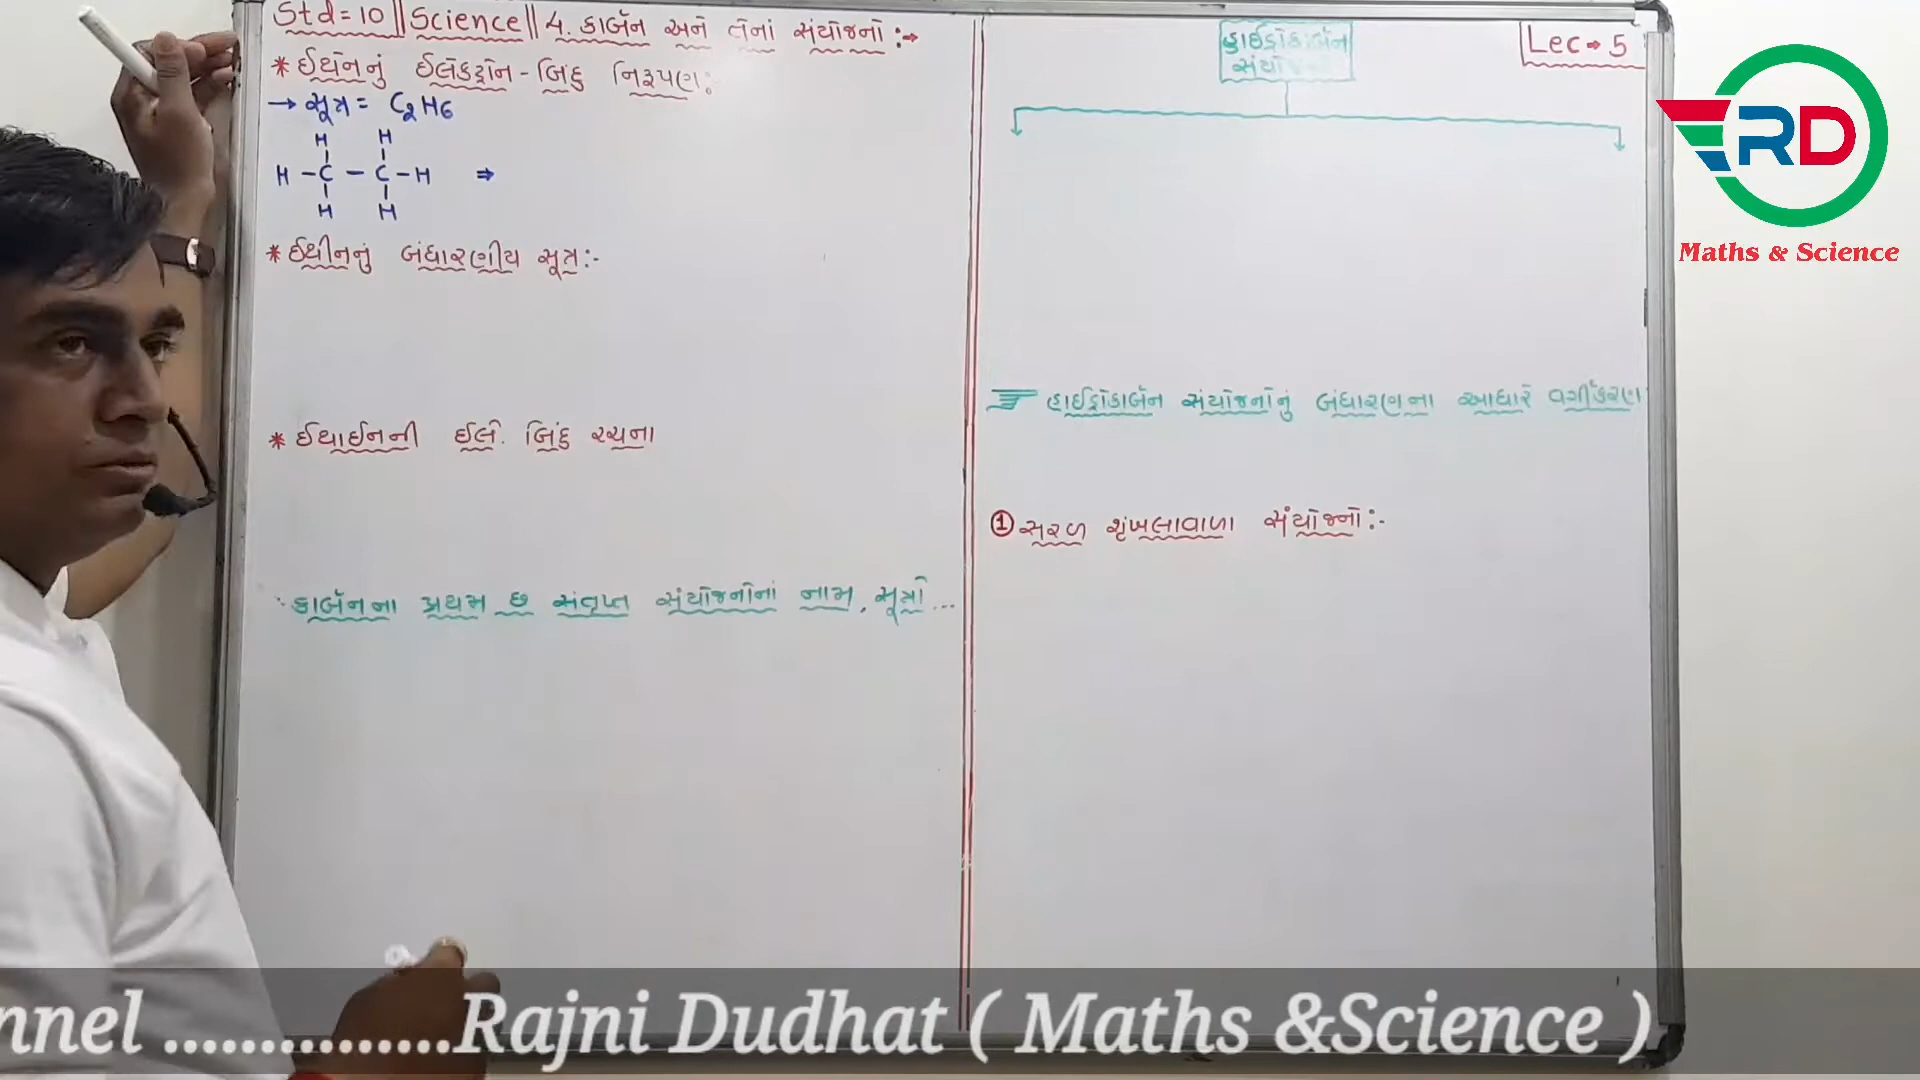 Std = 10 || Science || 4. કાર્બન અને તેનાં સંયોજનો :→
* ઈથેનનું ઈલેક્ટ્રોન - બિંદુ નિરૂપણ :
→ સૂત્ર = C2H6
H H
H - C - C - H ⇒
H H
* ઈથીનનું બંધારણીય સૂત્ર :-
* ઈથાઈનની ઈલે. બિંદુ રચના
કાર્બનના પ્રથમ છ સંતૃપ્ત સંયોજનોનાં નામ, સૂત્રો ...
હાઈડ્રોકાર્બન
સંયોજનો
Lec → 5
હાઈડ્રોકાર્બન સંયોજનોનું બંધારણના આધારે વર્ગીકરણ
① સરળ શૃંખલાવાળા સંયોજનો :-
RD
Maths & Science
nnel ..............Rajni Dudhat ( Maths &Science )